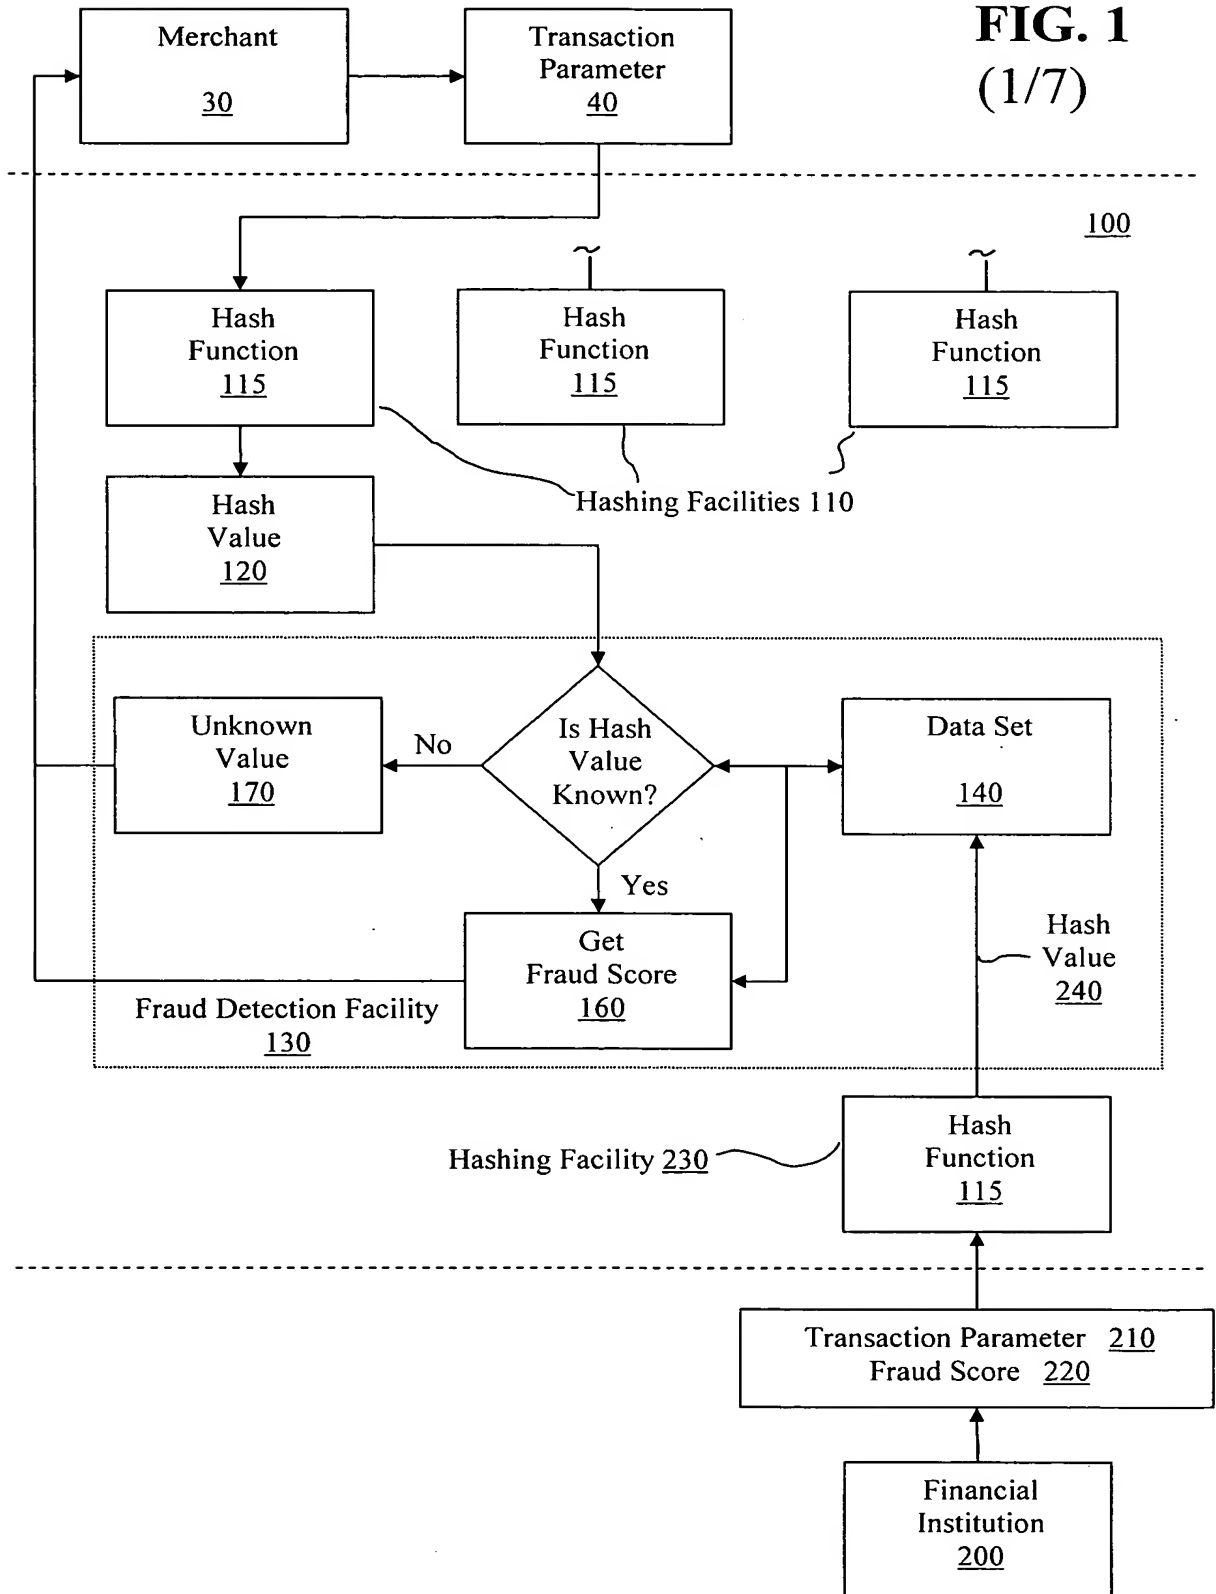 FIG. 1
(1/7)
Merchant
30
Transaction
Parameter
40
100
Hash
Function
115
Hash
Function
115
Hash
Function
115
Hashing Facilities 110
Hash
Value
120
Unknown
Value
170
No
Is Hash
Value
Known?
Data Set
140
Yes
Get
Fraud Score
160
Hash
Value
240
Fraud Detection Facility
130
Hashing Facility 230
Hash
Function
115
Transaction Parameter 210
Fraud Score 220
Financial
Institution
200